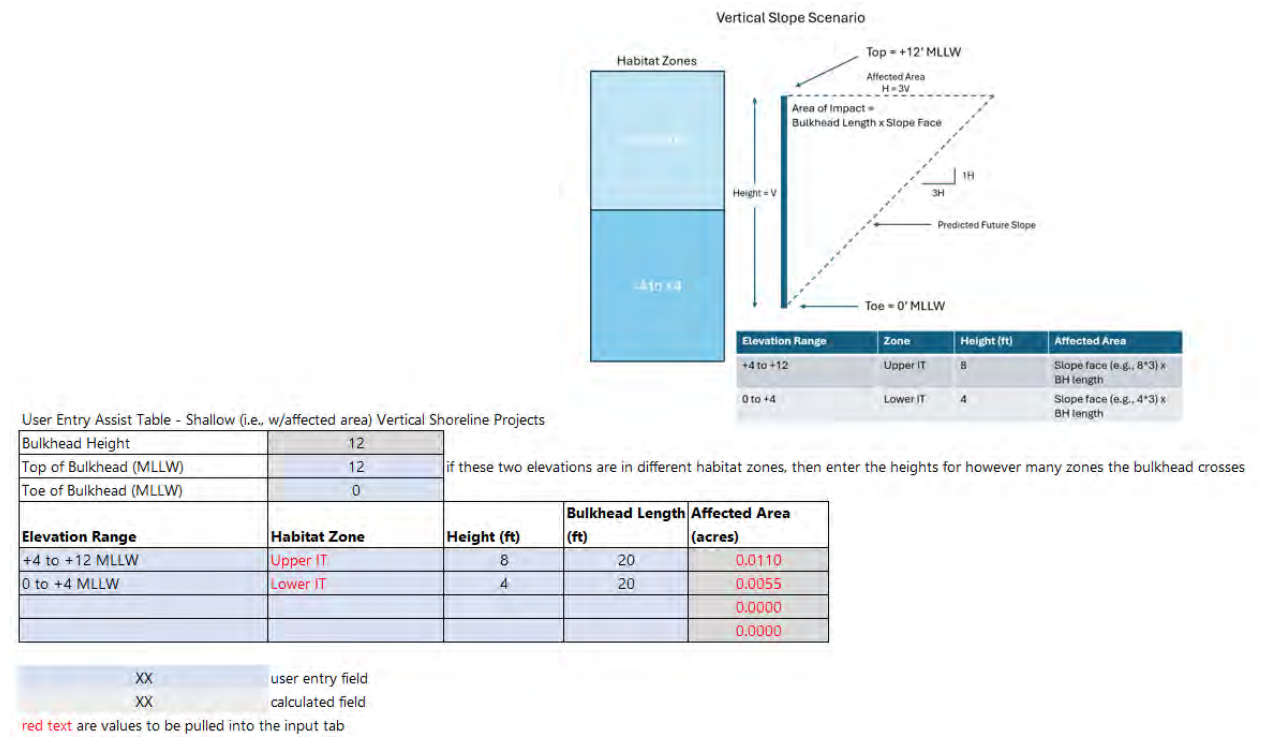 Vertical Slope Scenario
Habitat Zones
Top = +12' MLLW
Affected Area
H = 3V
Area of Impact =
Bulkhead Length x Slope Face
Height = V
1H
3H
Predicted Future Slope
-4 to +4
Toe = 0' MLLW
Elevation Range Zone Height (ft) Affected Area
+4 to +12 Upper IT 8 Slope face (e.g., 8*3) x
BH length
0 to +4 Lower IT 4 Slope face (e.g., 4*3) x
BH length
User Entry Assist Table - Shallow (i.e., w/affected area) Vertical Shoreline Projects
Bulkhead Height 12
Top of Bulkhead (MLLW) 12 if these two elevations are in different habitat zones, then enter the heights for however many zones the bulkhead crosses
Toe of Bulkhead (MLLW) 0
Bulkhead Length Affected Area
Elevation Range Habitat Zone Height (ft) (ft) (acres)
+4 to +12 MLLW Upper IT 8 20 0.0110
0 to +4 MLLW Lower IT 4 20 0.0055
0.0000
0.0000
XX user entry field
XX calculated field
red text are values to be pulled into the input tab